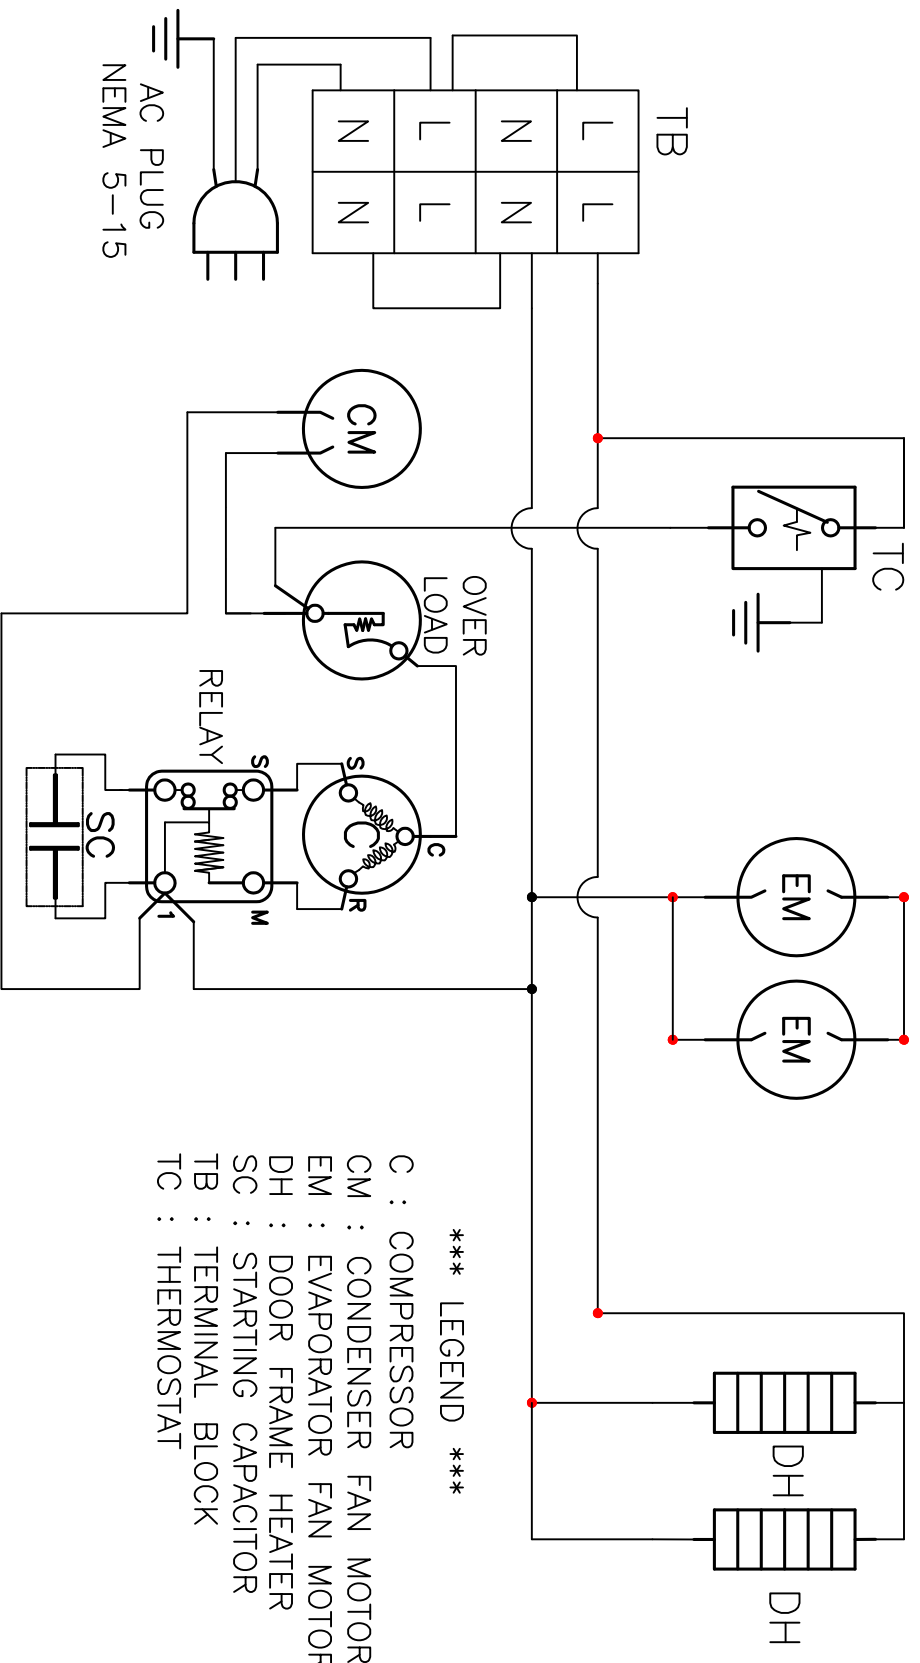 TB
L
N
L
N
L
N
L
N
AC PLUG
NEMA 5-15
TC
CM
OVER
LOAD
RELAY
S
M
1
S
C
R
C
SC
EM
EM
DH
DH
*** LEGEND ***
C : COMPRESSOR
CM : CONDENSER FAN MOTOR
EM : EVAPORATOR FAN MOTOR
DH : DOOR FRAME HEATER
SC : STARTING CAPACITOR
TB : TERMINAL BLOCK
TC : THERMOSTAT